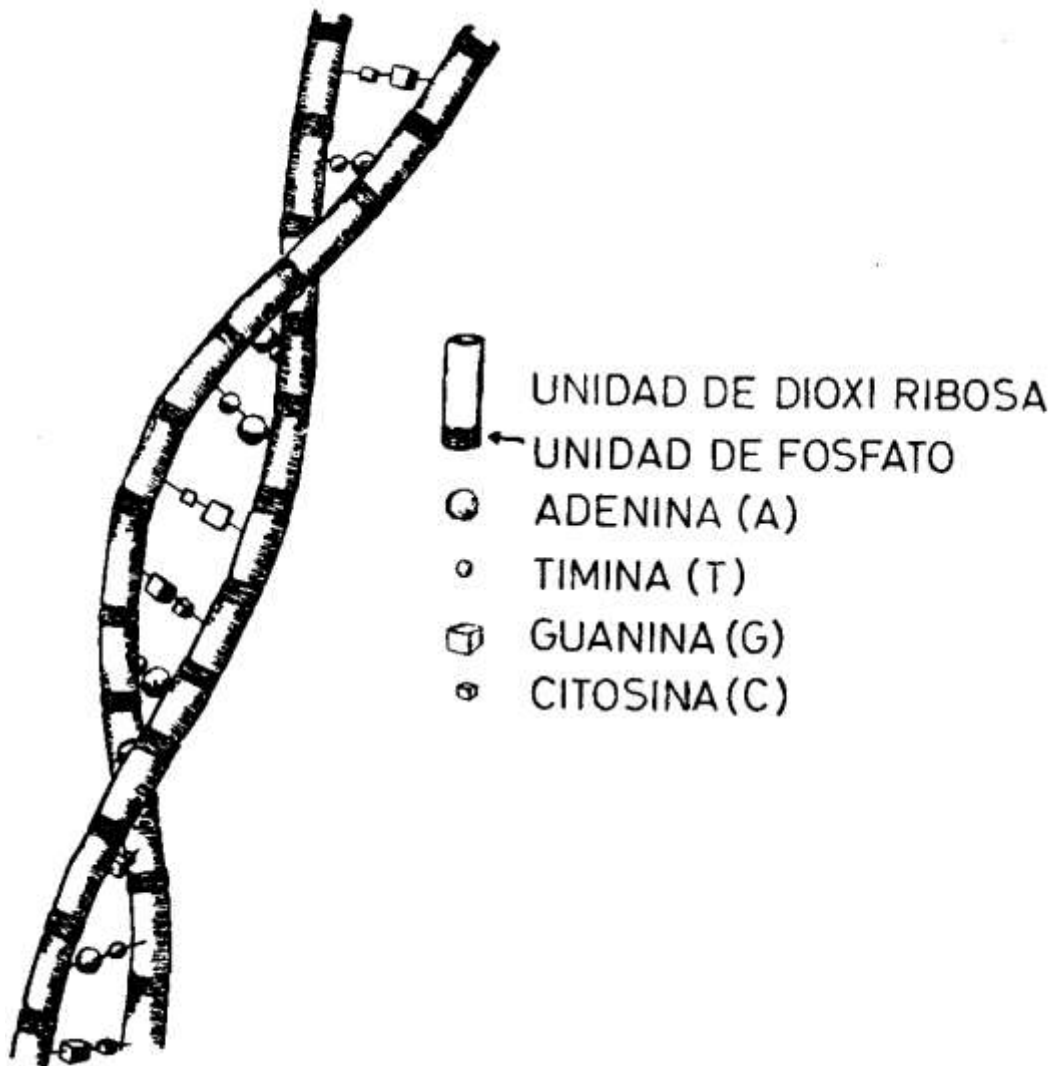 UNIDAD DE DIOXI RIBOSA
UNIDAD DE FOSFATO
ADENINA (A)
TIMINA (T)
GUANINA (G)
CITOSINA (C)